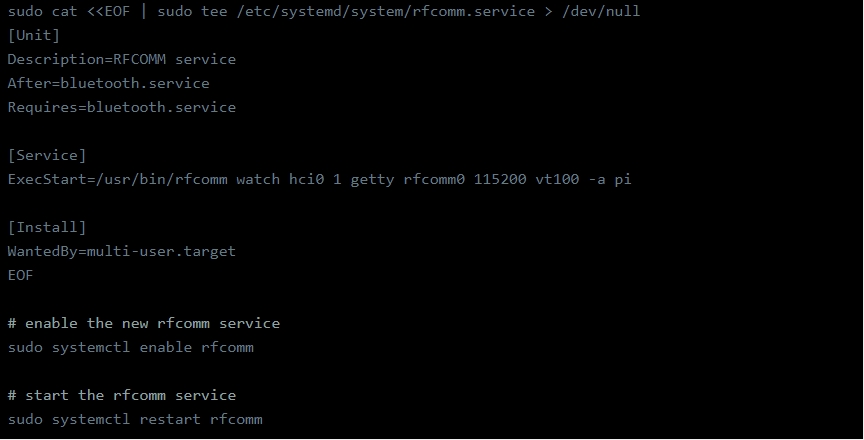 sudo cat <<EOF | sudo tee /etc/systemd/system/rfcomm.service > /dev/null
[Unit]
Description=RFCOMM service
After=bluetooth.service
Requires=bluetooth.service

[Service]
ExecStart=/usr/bin/rfcomm watch hci0 1 getty rfcomm0 115200 vt100 -a pi

[Install]
WantedBy=multi-user.target
EOF

# enable the new rfcomm service
sudo systemctl enable rfcomm

# start the rfcomm service
sudo systemctl restart rfcomm